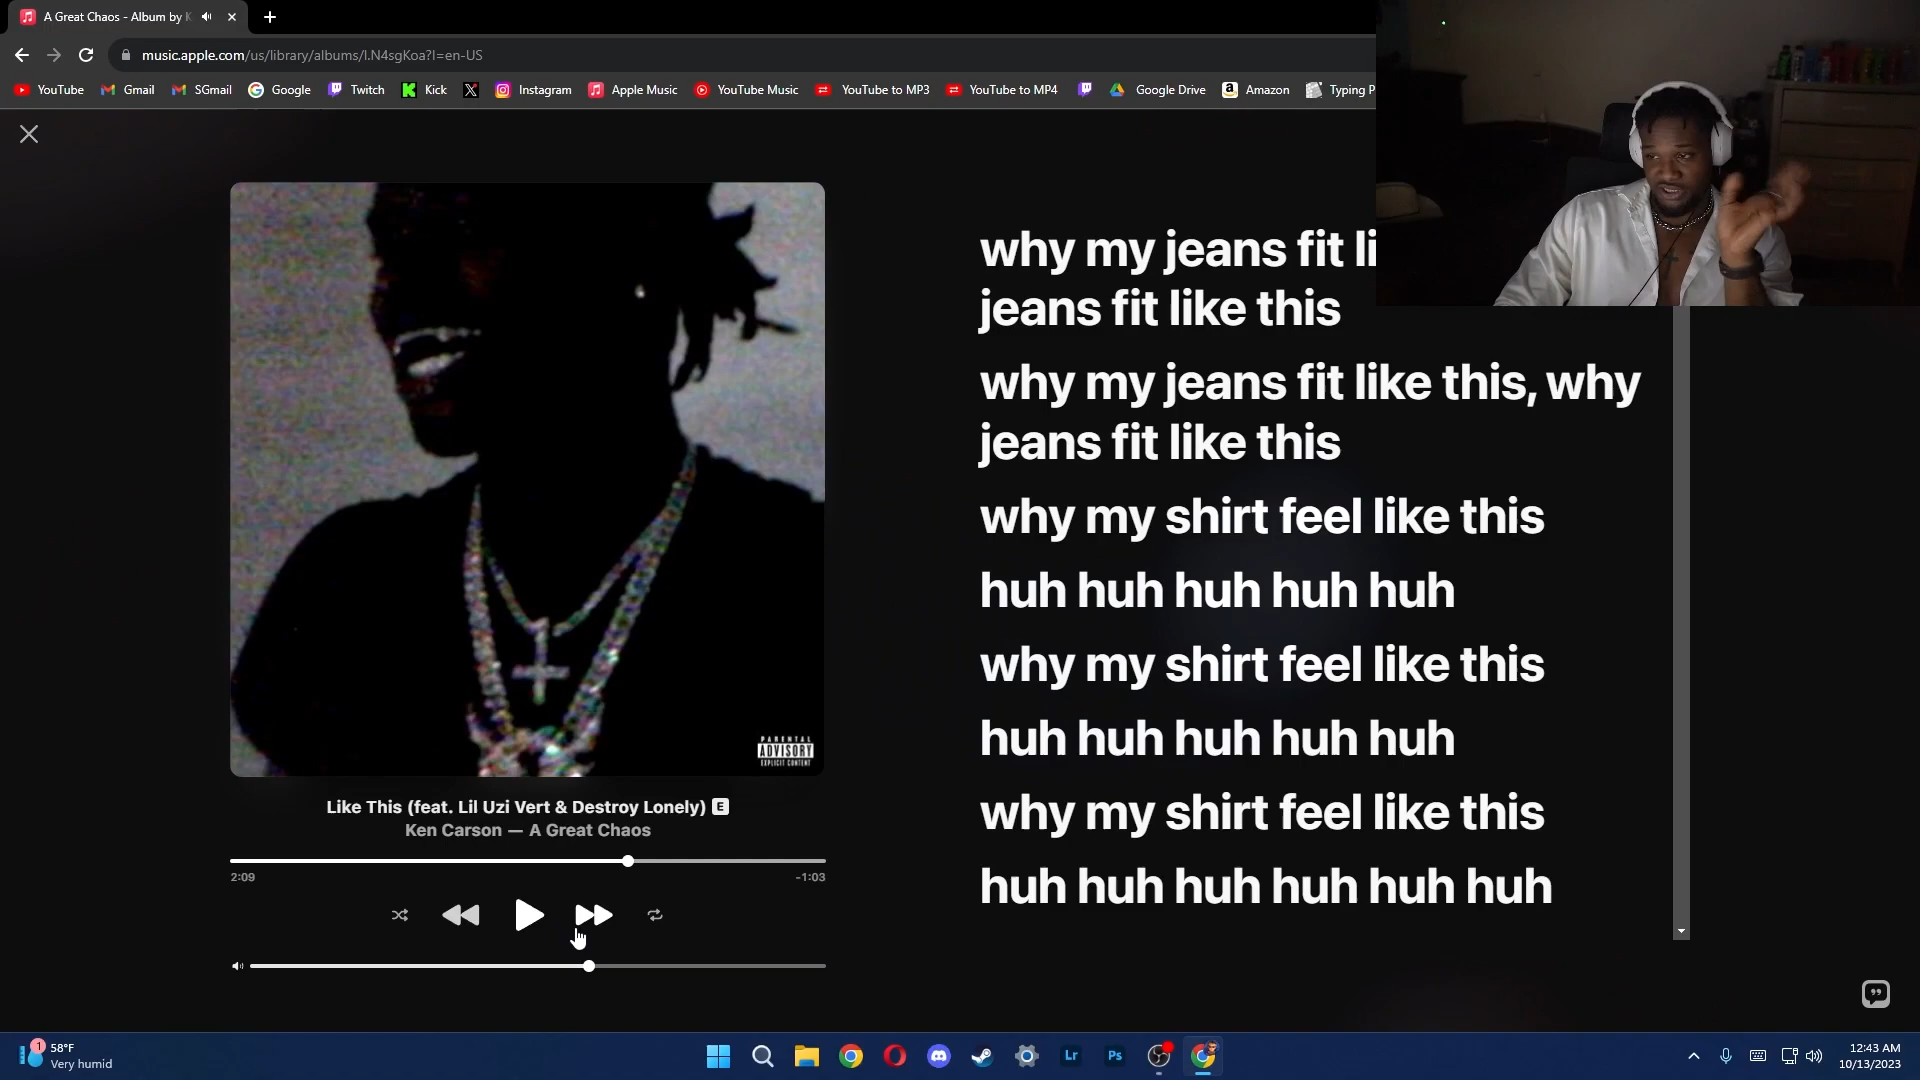 A Great Chaos - Album by K
music.apple.com/us/library/albums/l.N4sgKoa?l=en-US
YouTube
Gmail
SGmail
Google
Twitch
Kick
Instagram
Apple Music
YouTube Music
YouTube to MP3
YouTube to MP4
Google Drive
Amazon
Typing P
why my jeans fit li
jeans fit like this
why my jeans fit like this, why
jeans fit like this
why my shirt feel like this
huh huh huh huh huh
why my shirt feel like this
huh huh huh huh huh
why my shirt feel like this
huh huh huh huh huh huh
PARENTAL
ADVISORY
EXPLICIT CONTENT
Like This (feat. Lil Uzi Vert & Destroy Lonely) E
Ken Carson — A Great Chaos
2:09
-1:03
1
58°F
Very humid
Lr
Ps
12:43 AM
10/13/2023